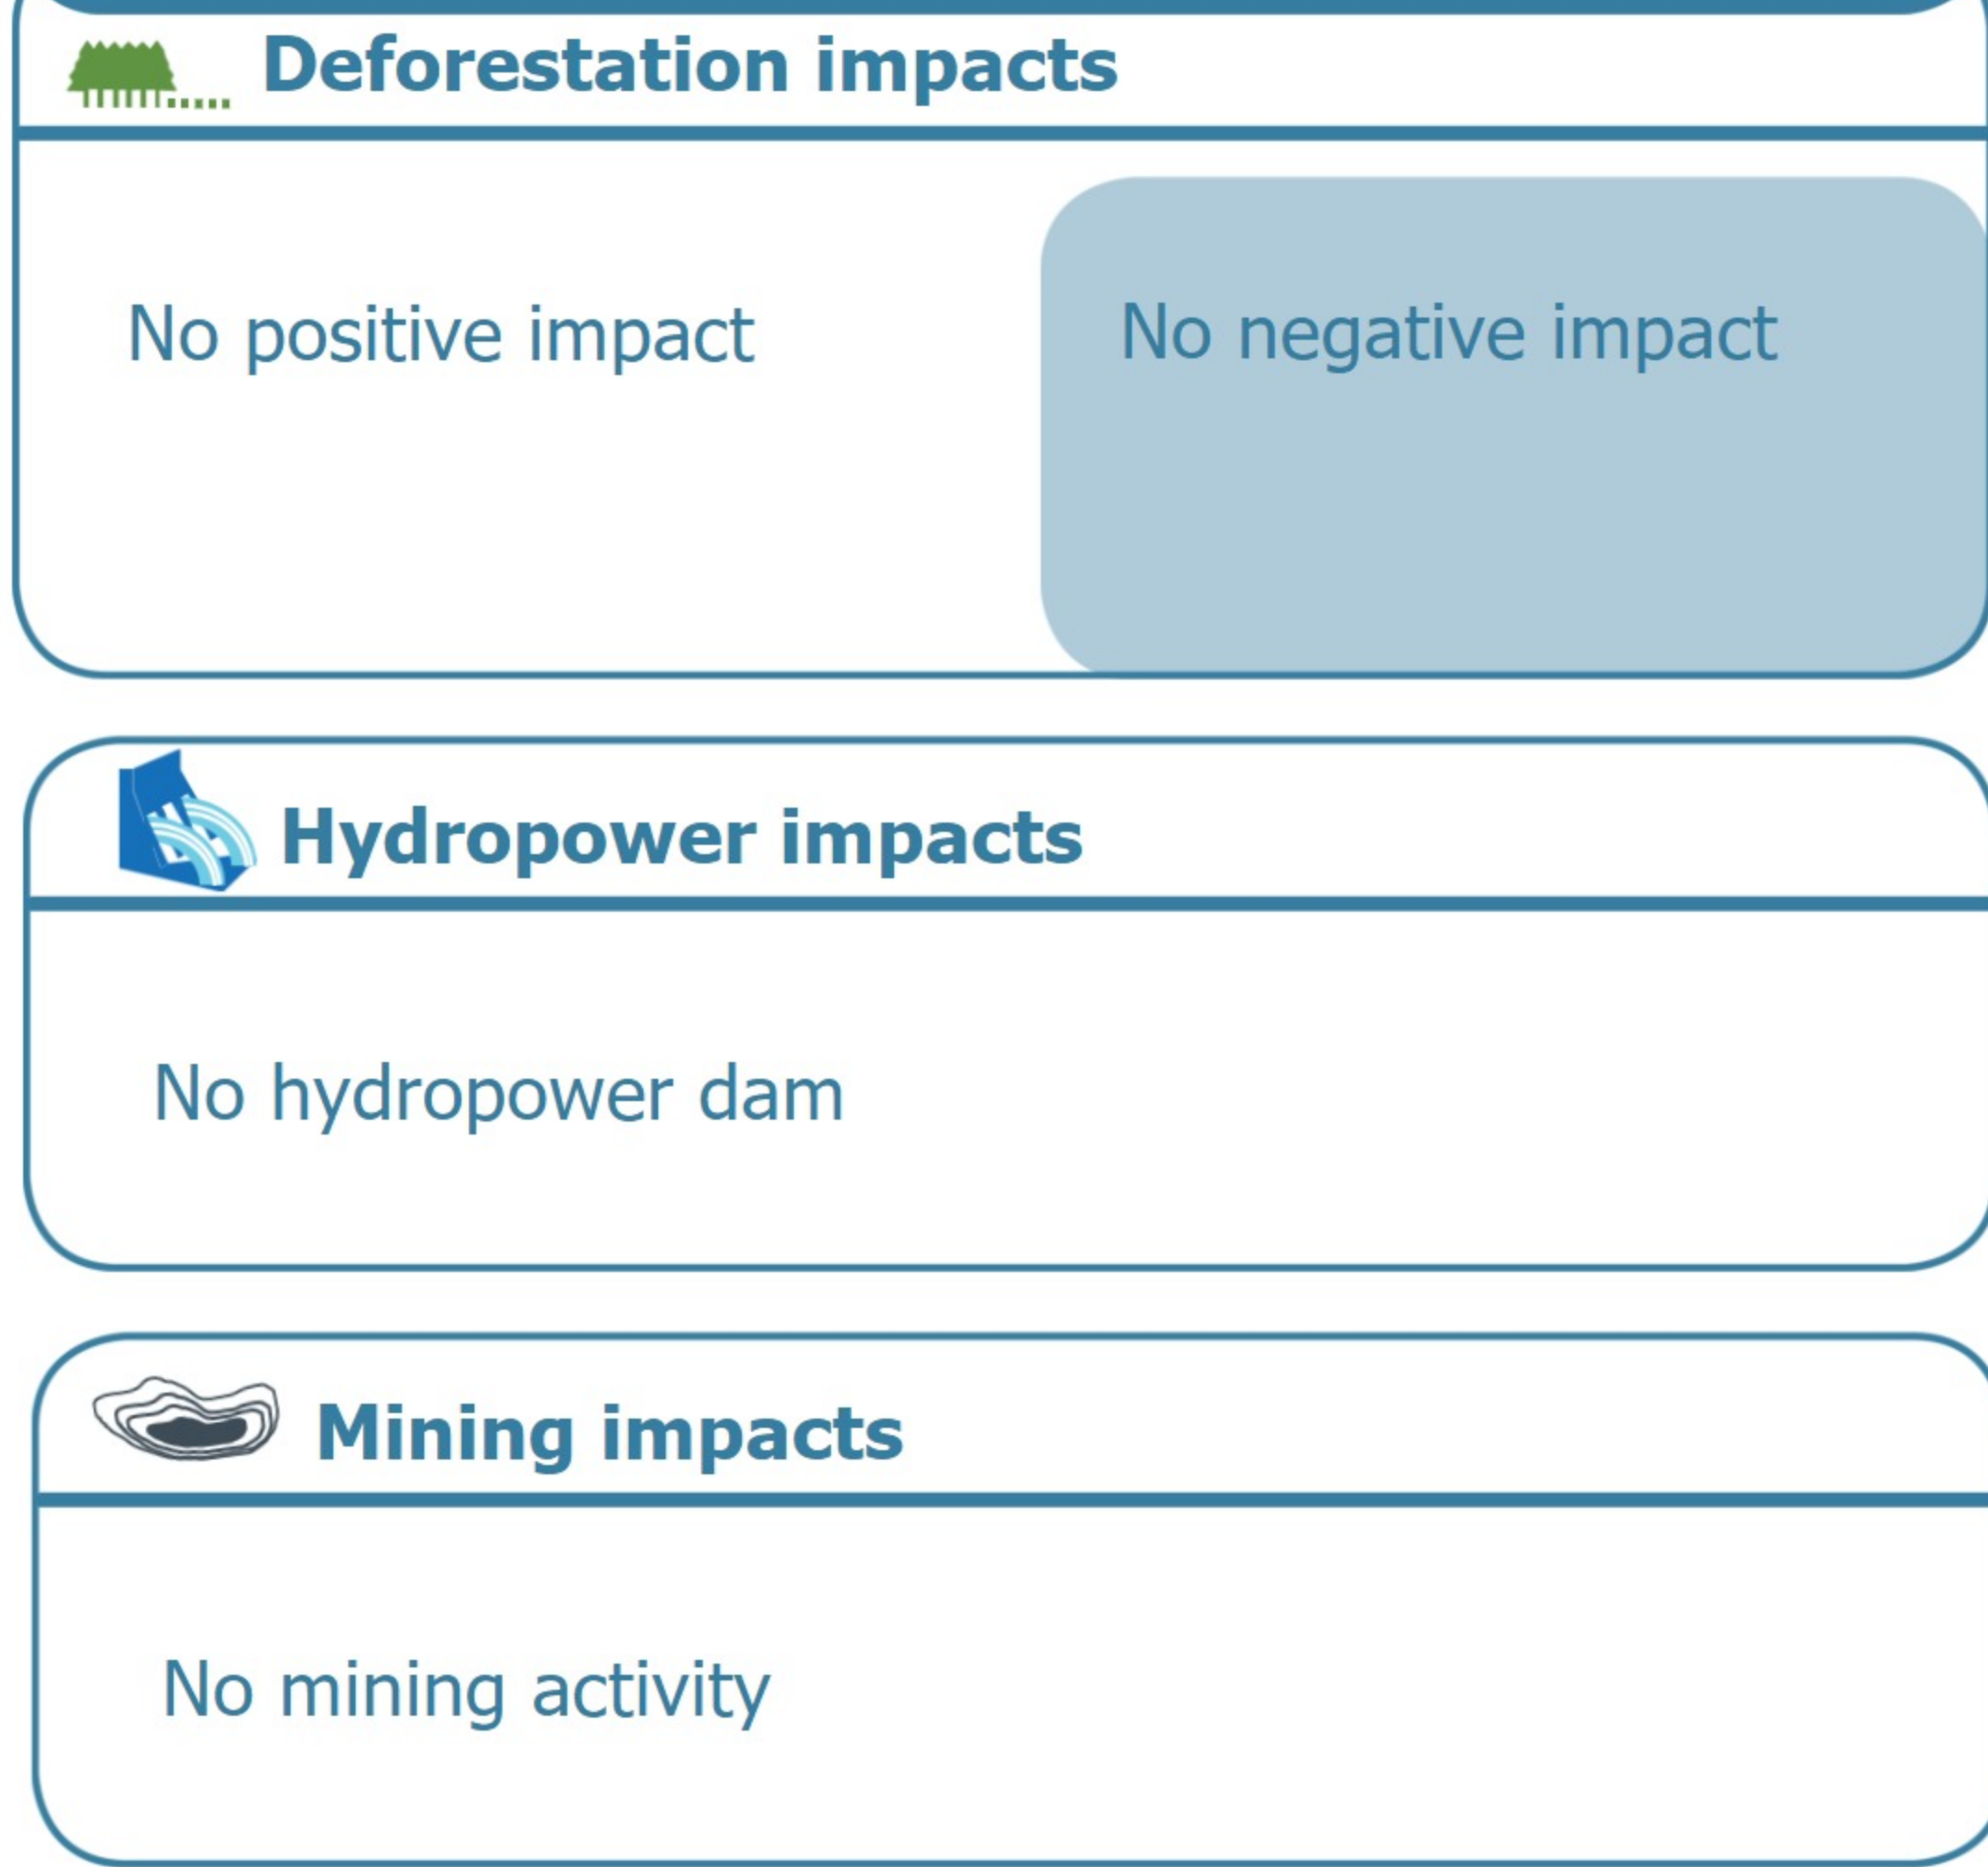 Deforestation impacts
No positive impact
No negative impact
Hydropower impacts
No hydropower dam
Mining impacts
No mining activity